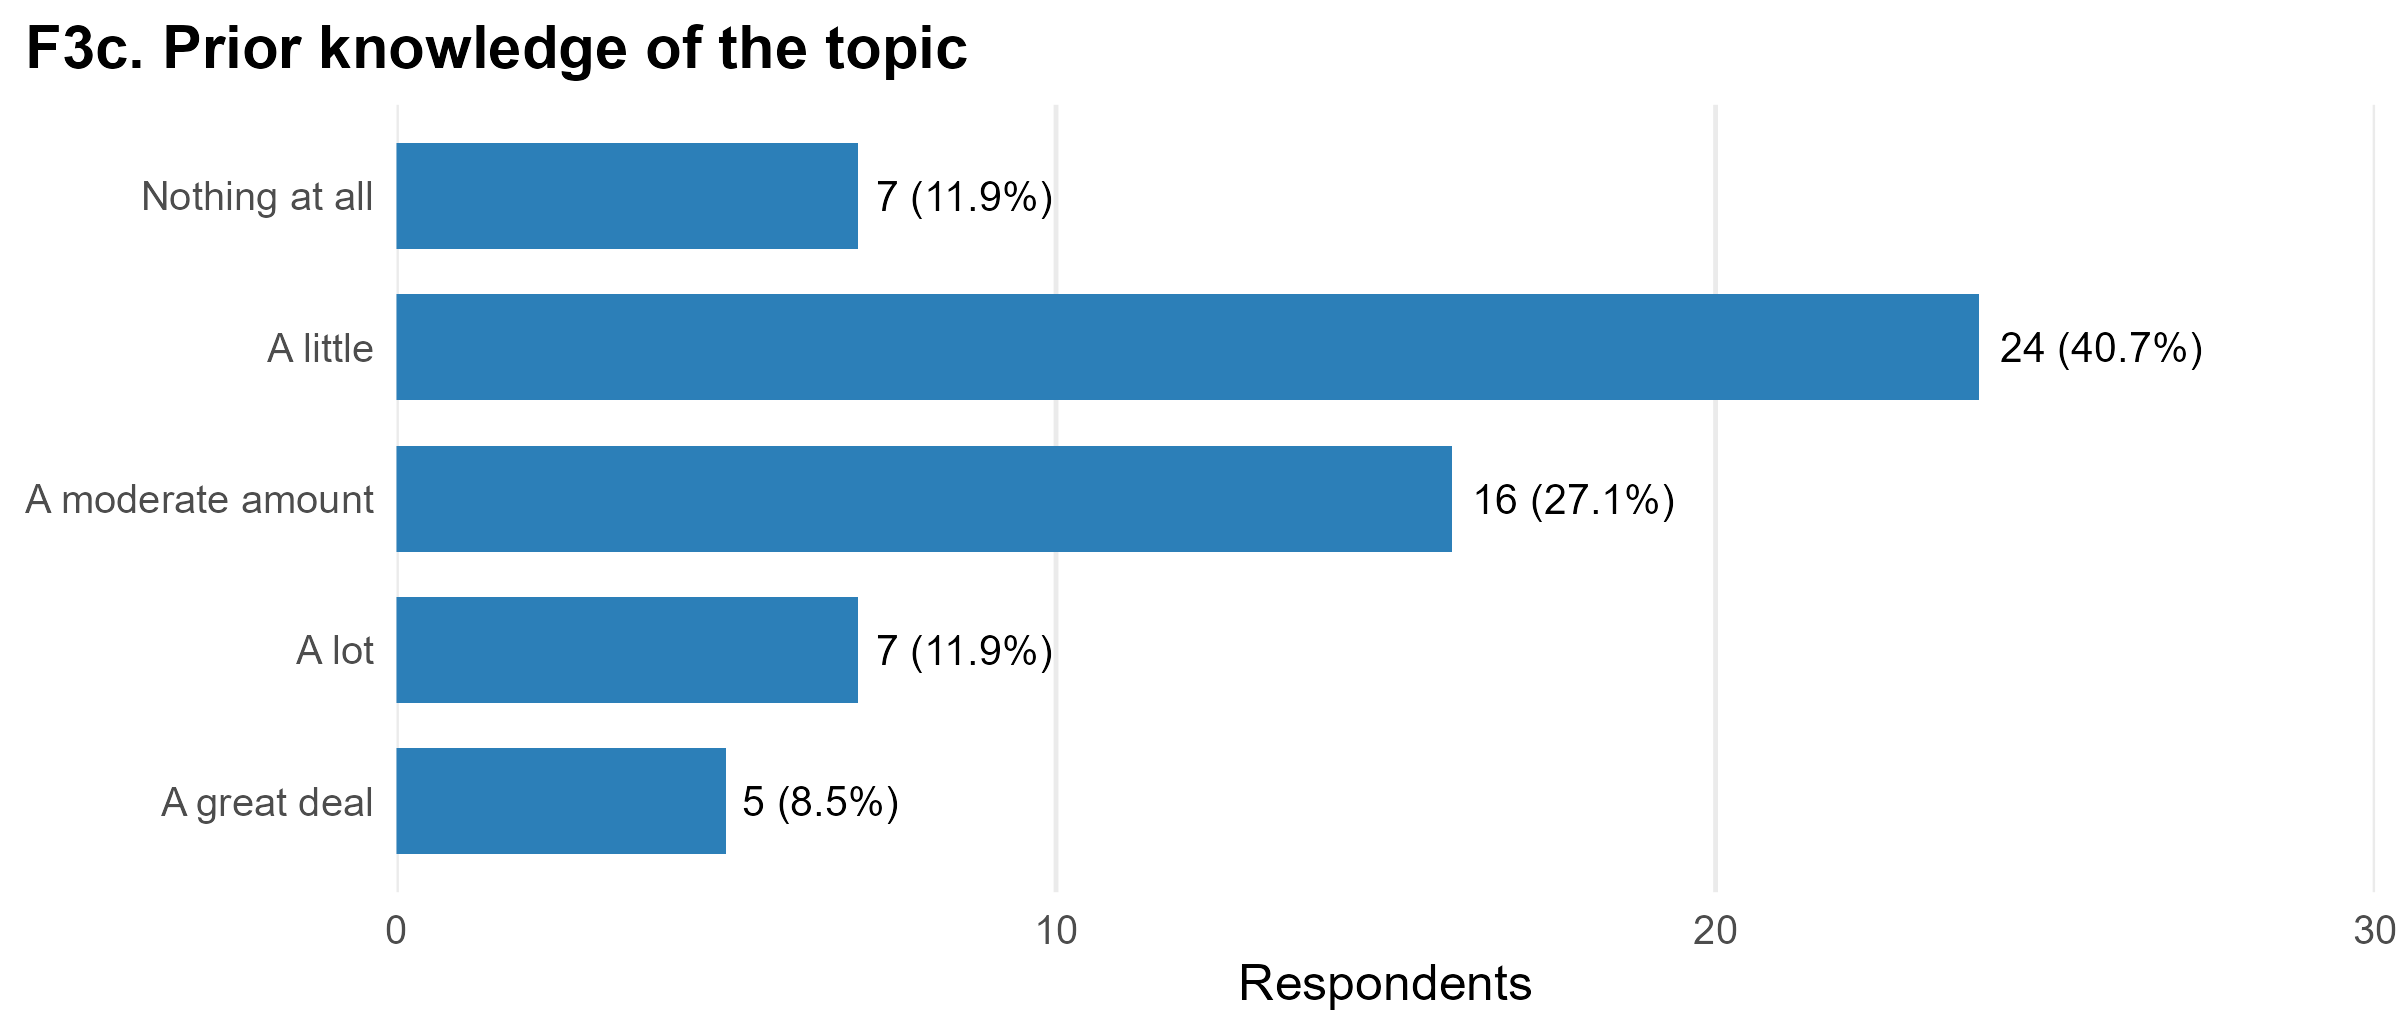 F3c. Prior knowledge of the topic
Nothing at all 7 (11.9%)
A little 24 (40.7%)
A moderate amount 16 (27.1%)
A lot 7 (11.9%)
A great deal 5 (8.5%)
0 10 20 30
Respondents